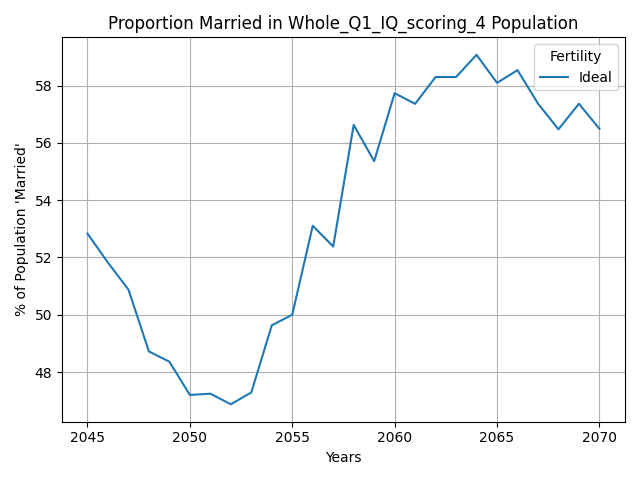 Proportion Married in Whole_Q1_IQ_scoring_4 Population
Fertility
Ideal
% of Population 'Married'
58
56
54
52
50
48
2045
2050
2055
2060
2065
2070
Years